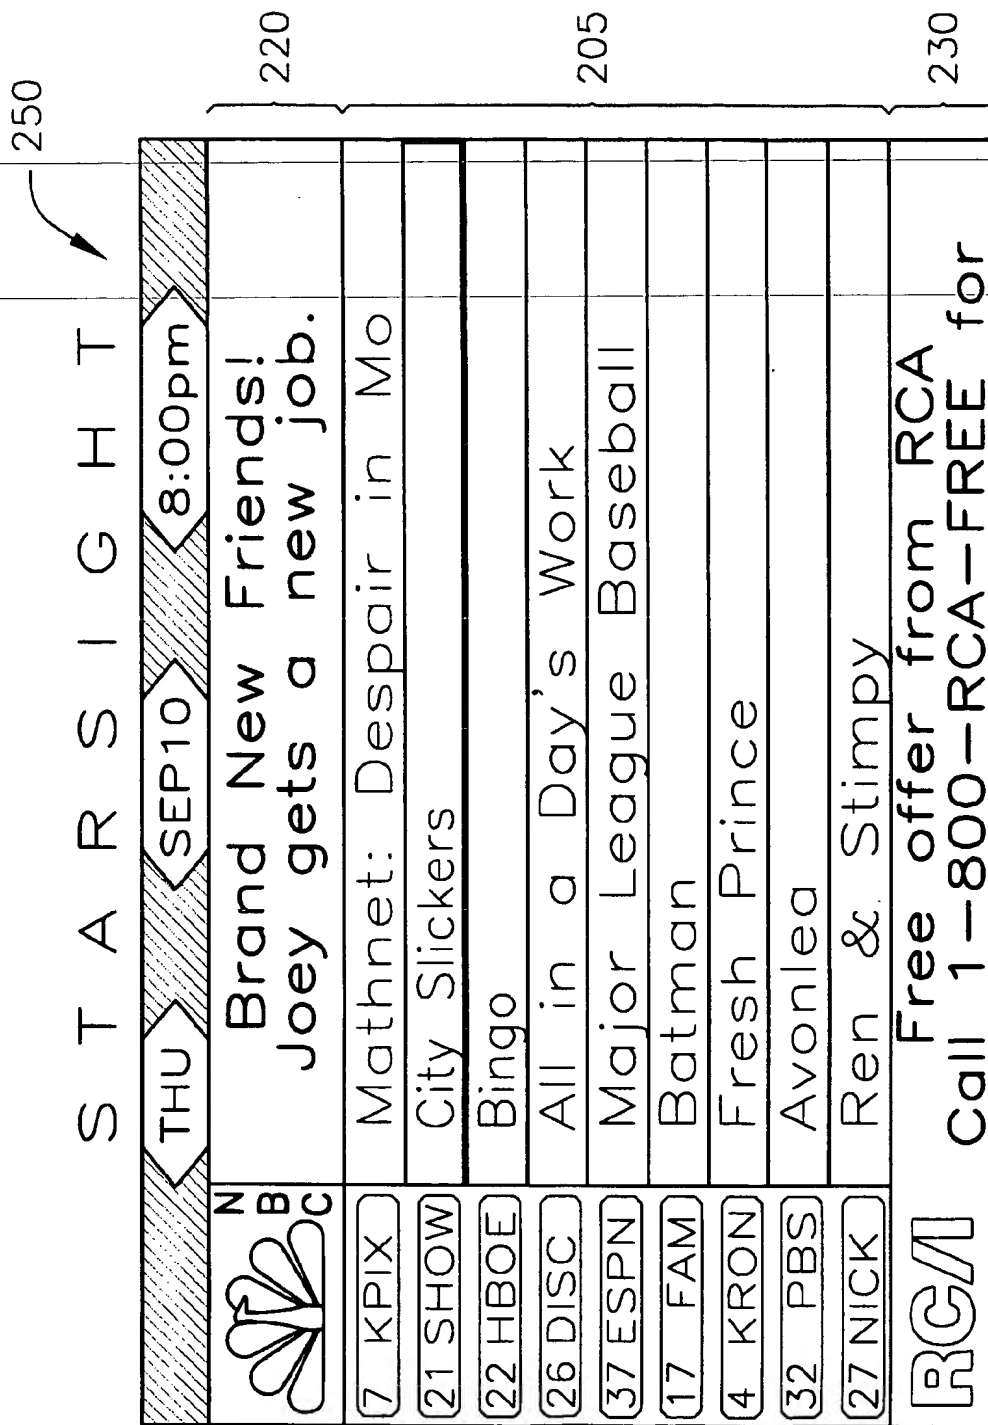 250
S T A R S I G H T
THU SEP10 8:00pm
NBC
Brand New Friends!
Joey gets a new job.
220
7 KPIX Mathnet: Despair in Mo
21 SHOW City Slickers
22 HBOE Bingo
26 DISC All in a Day's Work
37 ESPN Major League Baseball
17 FAM Batman
4 KRON Fresh Prince
32 PBS Avonlea
27 NICK Ren & Stimpy
205
RC/I
Free offer from RCA
Call 1-800-RCA-FREE for
230